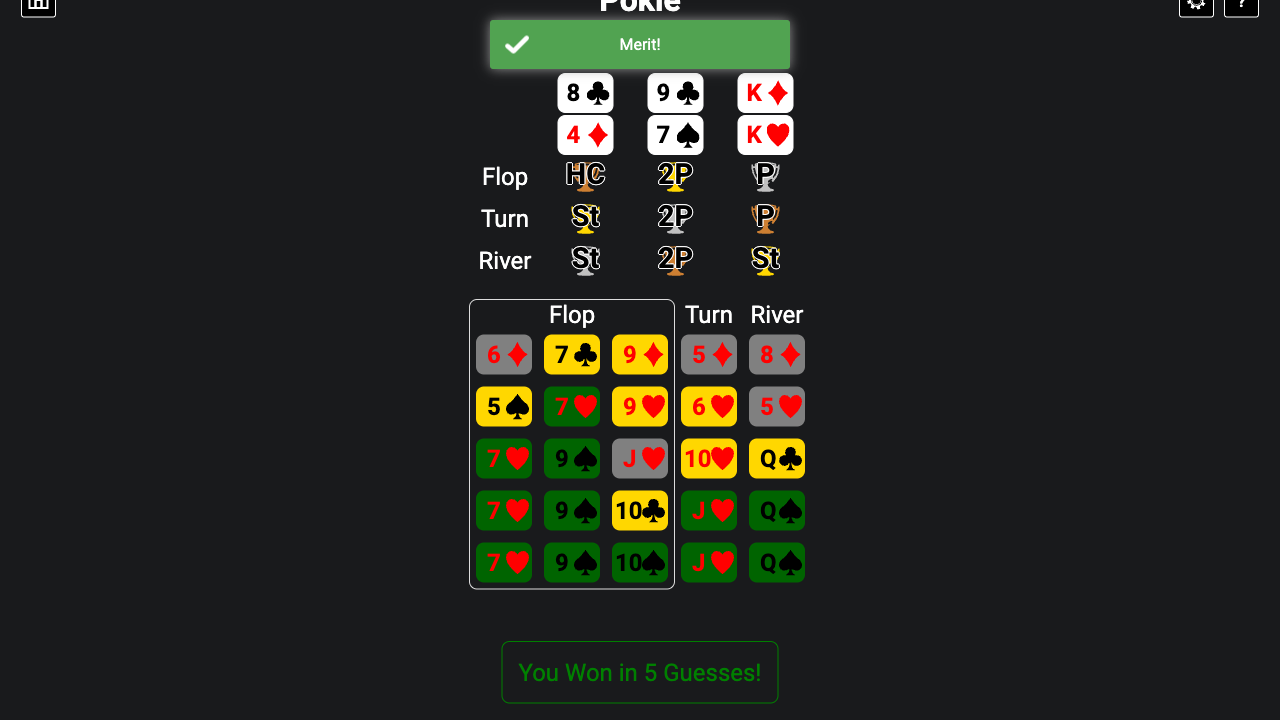 Pokle
?
Merit!
8♣ 9♣ K♦
4♦ 7♠ K♥
Flop HC 2P P
Turn St 2P P
River St 2P St
Flop Turn River
6♦ 7♣ 9♦ 5♦ 8♦
5♠ 7♥ 9♥ 6♥ 5♥
7♥ 9♠ J♥ 10♥ Q♣
7♥ 9♠ 10♣ J♥ Q♠
7♥ 9♠ 10♠ J♥ Q♠
You Won in 5 Guesses!